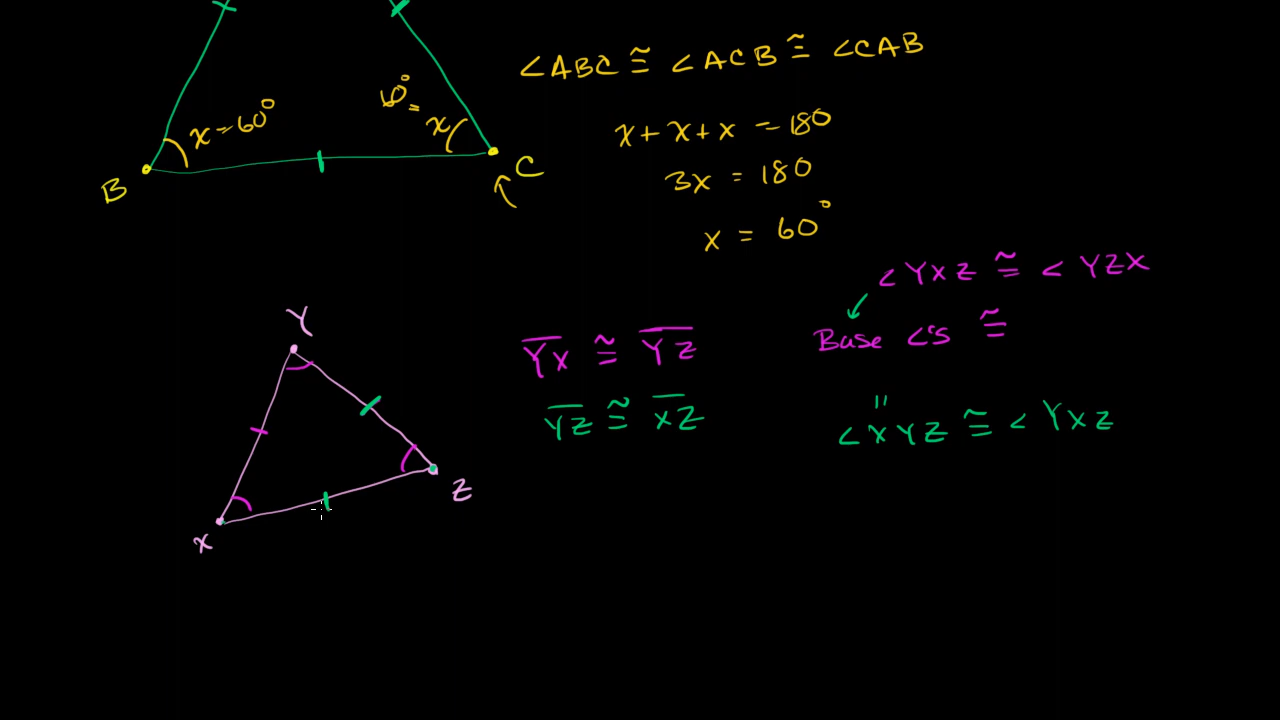 ∠ABC ≅ ∠ACB ≅ ∠CAB
x = 60°
60° = x
B
C
x + x + x = 180
3x = 180
x = 60°
∠YXZ ≅ ∠YZX
Base ∠'s ≅
Y
YX ≅ YZ
YZ ≅ XZ
∠XYZ ≅ ∠YXZ
Z
X